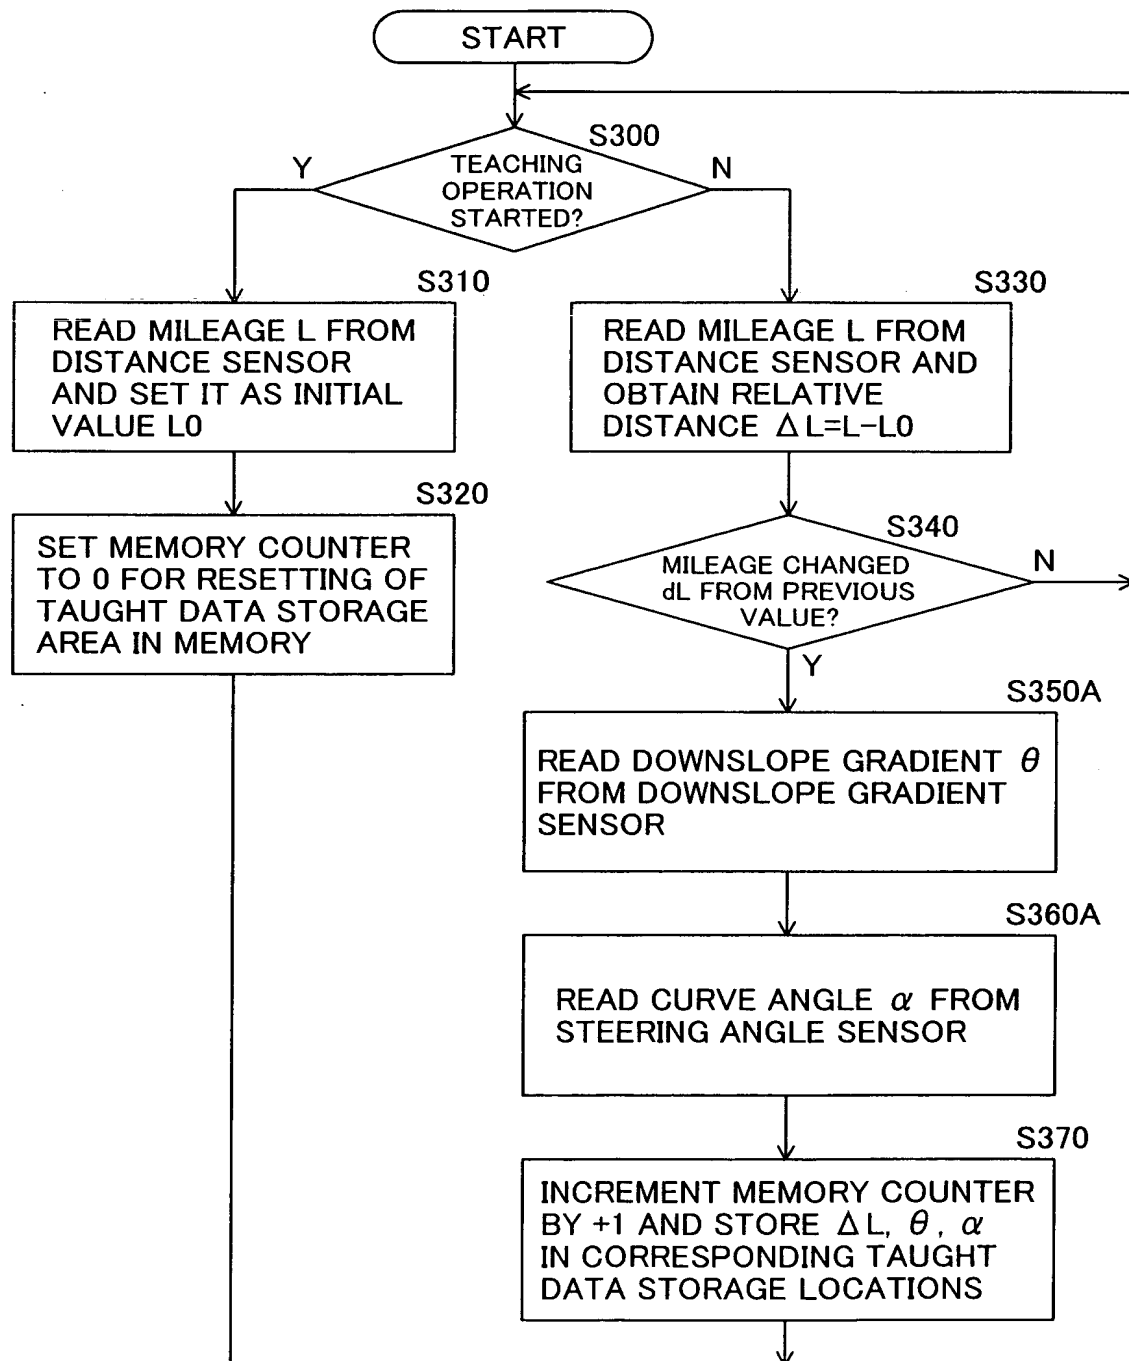 START
S300
Y
TEACHING
OPERATION
STARTED?
N
S310
READ MILEAGE L FROM
DISTANCE SENSOR
AND SET IT AS INITIAL
VALUE L0
S320
SET MEMORY COUNTER
TO 0 FOR RESETTING OF
TAUGHT DATA STORAGE
AREA IN MEMORY
S330
READ MILEAGE L FROM
DISTANCE SENSOR AND
OBTAIN RELATIVE
DISTANCE ΔL=L-L0
S340
MILEAGE CHANGED
dL FROM PREVIOUS
VALUE?
N
Y
S350A
READ DOWNSLOPE GRADIENT θ
FROM DOWNSLOPE GRADIENT
SENSOR
S360A
READ CURVE ANGLE α FROM
STEERING ANGLE SENSOR
S370
INCREMENT MEMORY COUNTER
BY +1 AND STORE ΔL, θ, α
IN CORRESPONDING TAUGHT
DATA STORAGE LOCATIONS